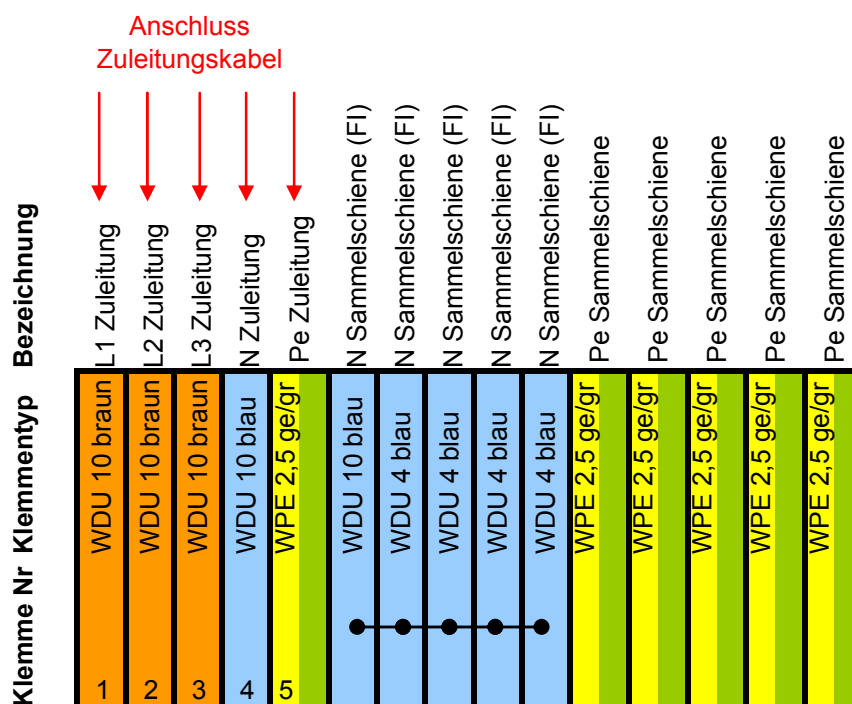 Anschluss
Zuleitungskabel
Bezeichnung
L1 Zuleitung
L2 Zuleitung
L3 Zuleitung
N Zuleitung
Pe Zuleitung
N Sammelschiene (FI)
N Sammelschiene (FI)
N Sammelschiene (FI)
N Sammelschiene (FI)
N Sammelschiene (FI)
Pe Sammelschiene
Pe Sammelschiene
Pe Sammelschiene
Pe Sammelschiene
Pe Sammelschiene
Klemmentyp
WDU 10 braun
WDU 10 braun
WDU 10 braun
WDU 10 blau
WPE 2,5 ge/gr
WDU 10 blau
WDU 4 blau
WDU 4 blau
WDU 4 blau
WDU 4 blau
WPE 2,5 ge/gr
WPE 2,5 ge/gr
WPE 2,5 ge/gr
WPE 2,5 ge/gr
WPE 2,5 ge/gr
Klemme Nr
1
2
3
4
5